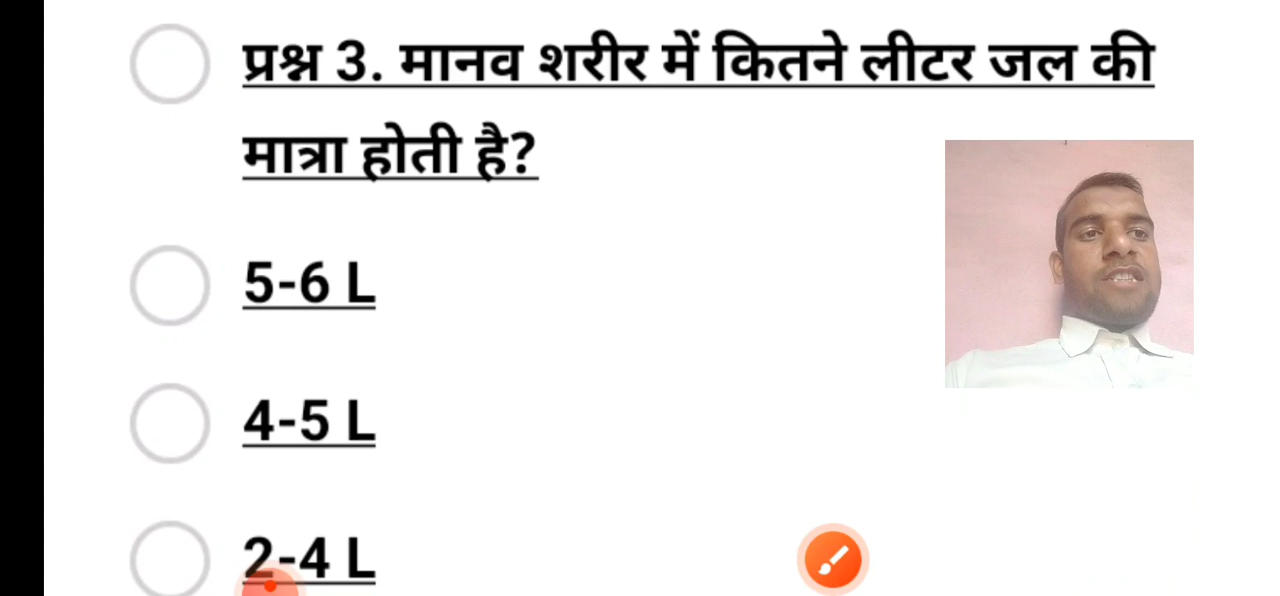 प्रश्न 3. मानव शरीर में कितने लीटर जल की
मात्रा होती है?
5-6 L
4-5 L
2-4 L